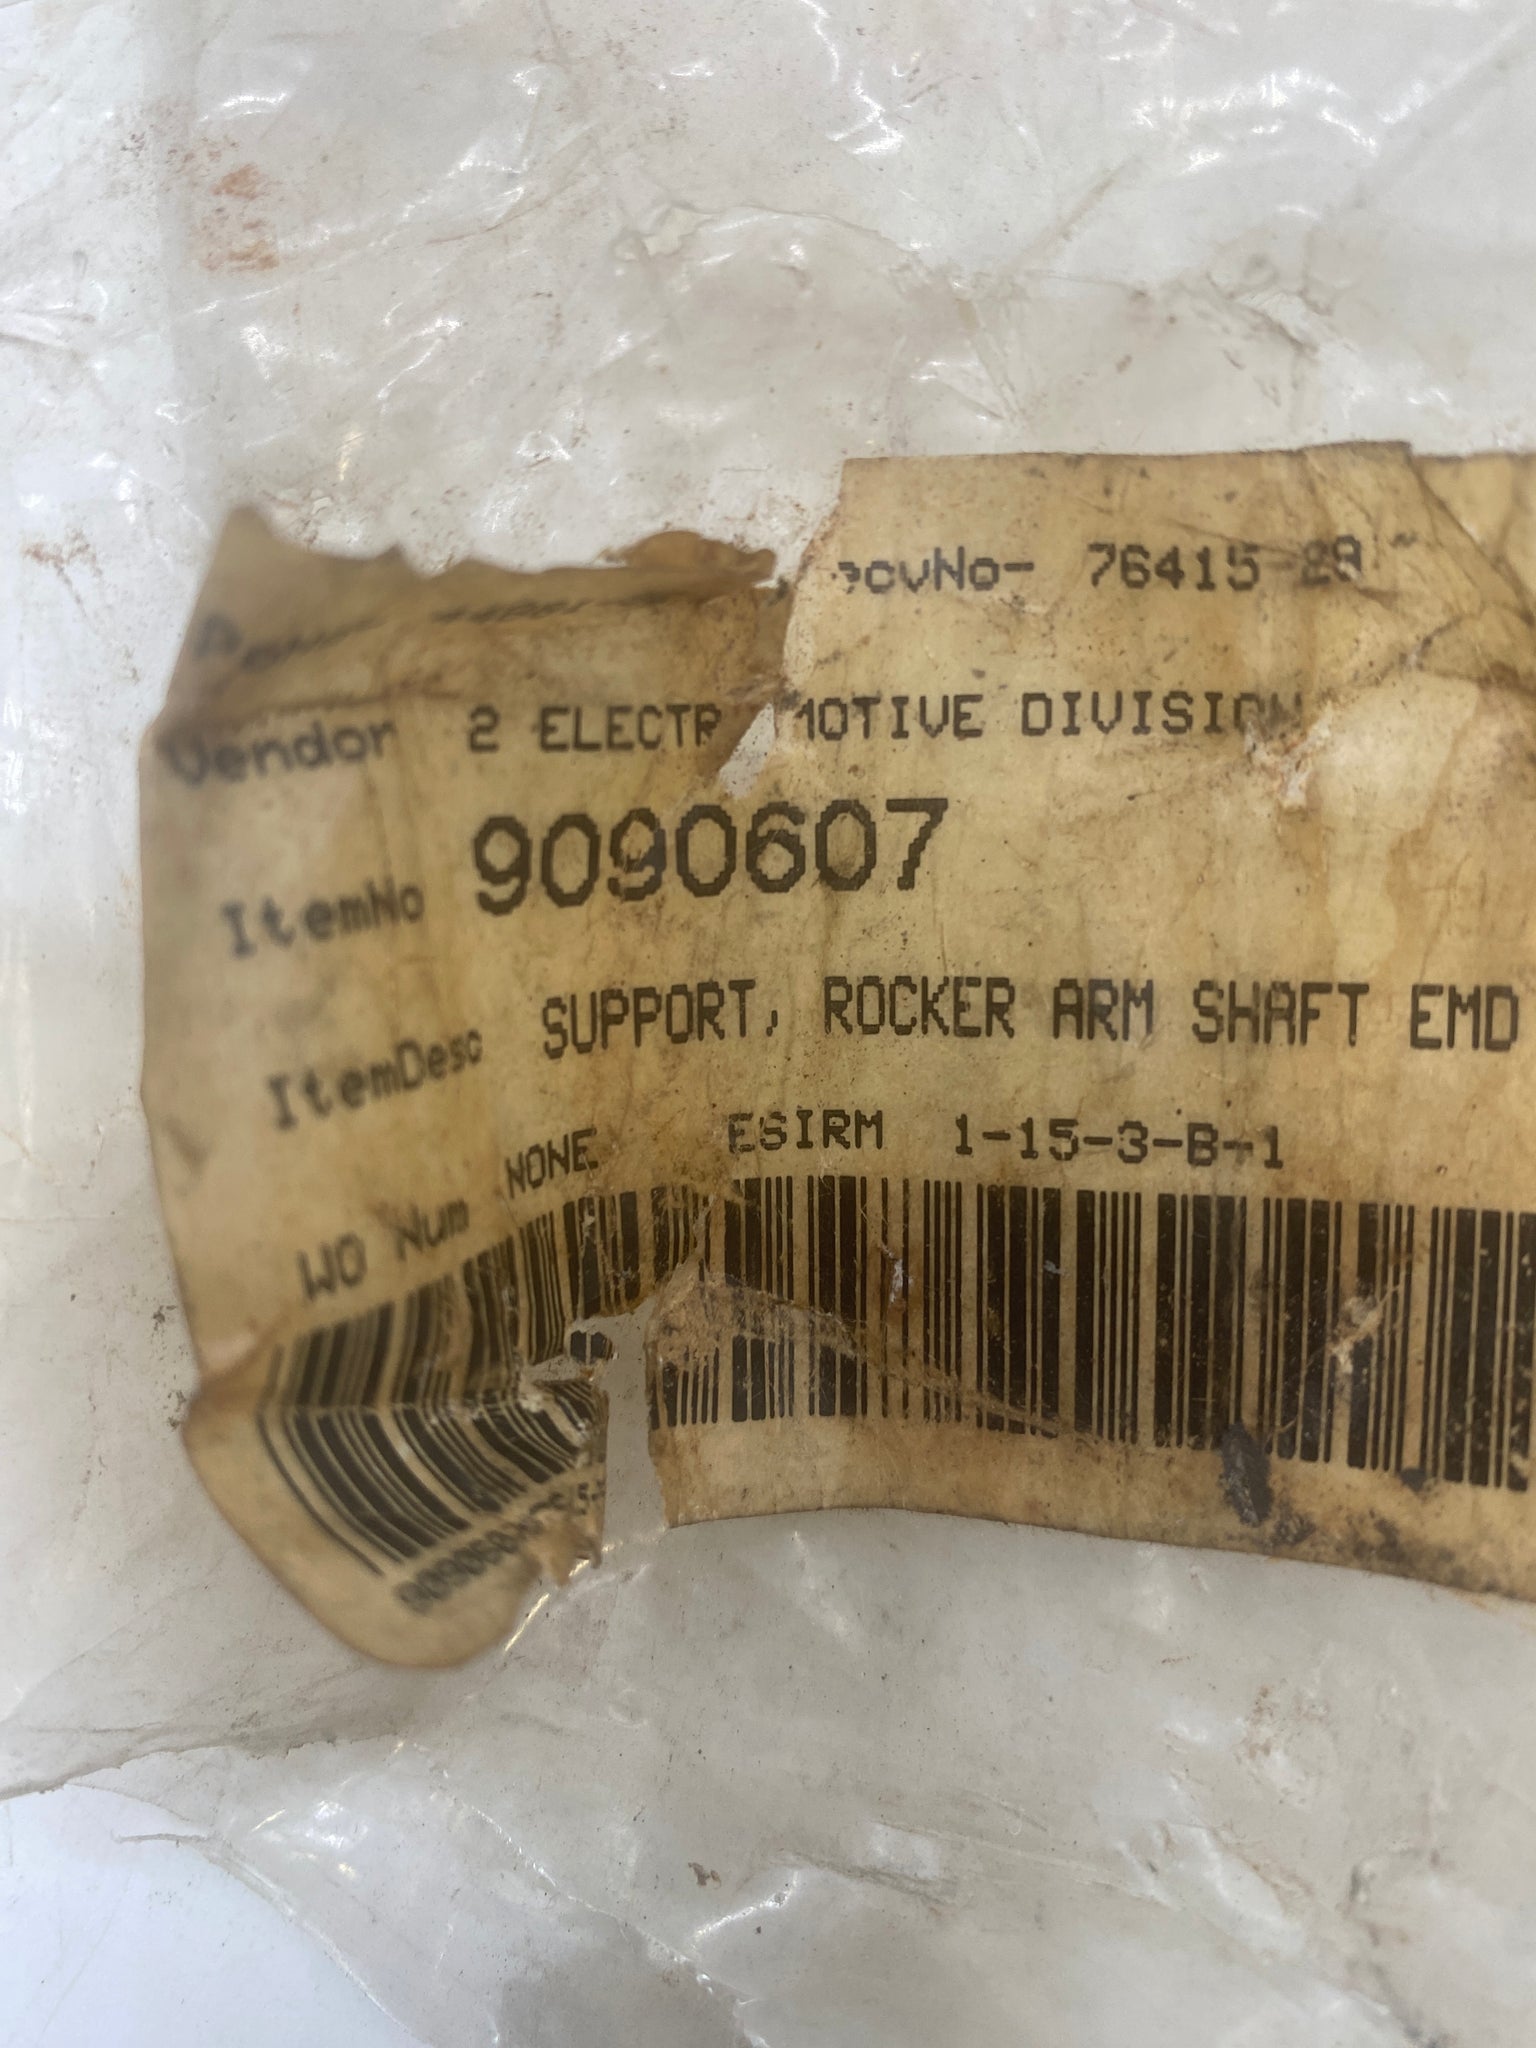 ecvNo- 76415-28
Vendor 2 ELECTR MOTIVE DIVISION
ItemNo 9090607
ItemDesc SUPPORT, ROCKER ARM SHAFT EMD
WO Num NONE ESIRM 1-15-3-B-1